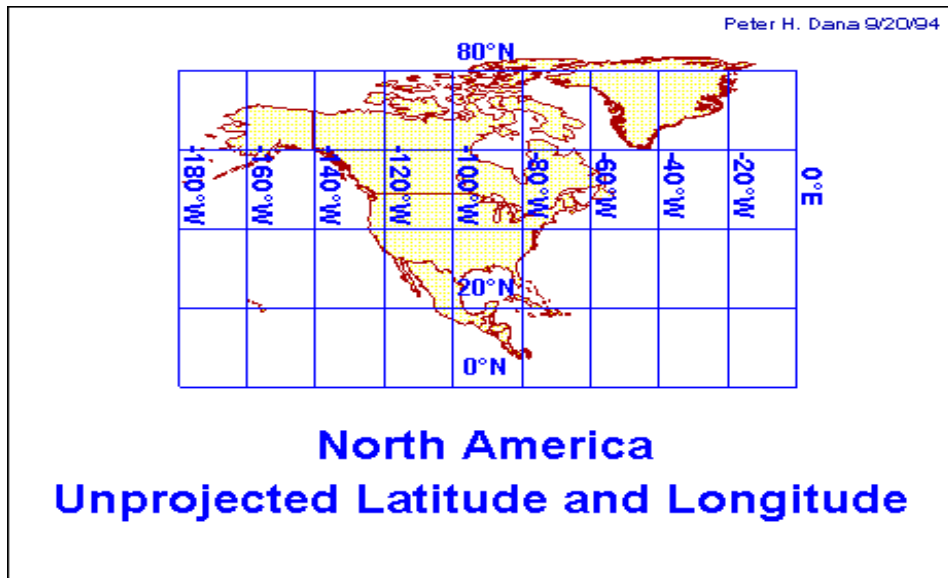 Peter H. Dana 9/20/94
80°N
-180°W
-160°W
-140°W
-120°W
-100°W
-80°W
-60°W
-40°W
-20°W
0°E
20°N
0°N
North America
Unprojected Latitude and Longitude